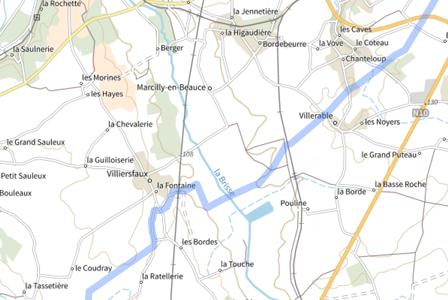 la Rochette
la Jennetière
la Higaudière
les Caves
la Saulnerie
Berger
Bordebeurre
la Vove
le Coteau
Chanteloup
les Morines
Marcilly-en-Beauce
les Hayes
130
N10
Villerable
les Noyers
la Chevalerie
le Grand Sauleux
108
le Grand Puteau
la Guilloiserie
Petit Sauleux
Villiersfaux
la Fontaine
la Brisse
Bouleaux
la Borde
la Basse Roche
Pouline
les Bordes
le Coudray
la Touche
la Ratellerie
la Tassetière